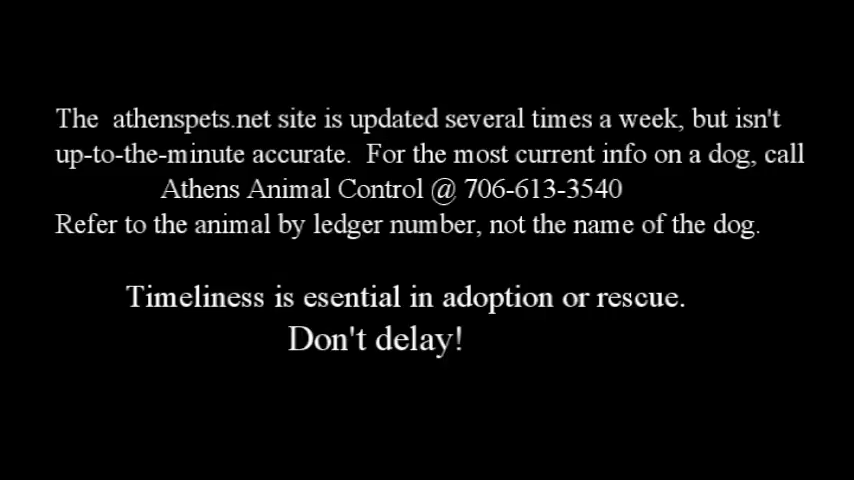 The  athenspets.net site is updated several times a week, but isn't
up-to-the-minute accurate.  For the most current info on a dog, call
Athens Animal Control @ 706-613-3540
Refer to the animal by ledger number, not the name of the dog.
Timeliness is esential in adoption or rescue.
Don't delay!